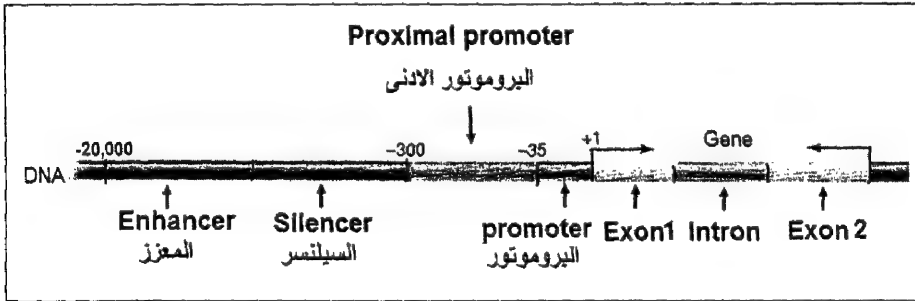 Proximal promoter
البروموتور الادنى
-20,000 -300 -35 +1 Gene
DNA
Enhancer Silencer promoter Exon1 Intron Exon 2
المعزز السيلنسر البروموتور